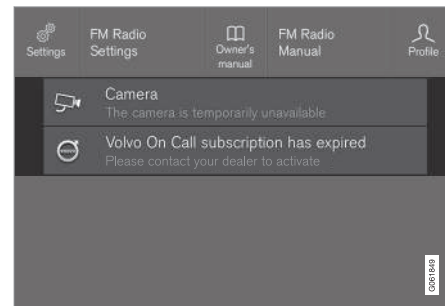 Settings
FM Radio
Settings
Owner's
manual
FM Radio
Manual
Profile
Camera
The camera is temporarily unavailable
Volvo On Call subscription has expired
Please contact your dealer to activate
G061849